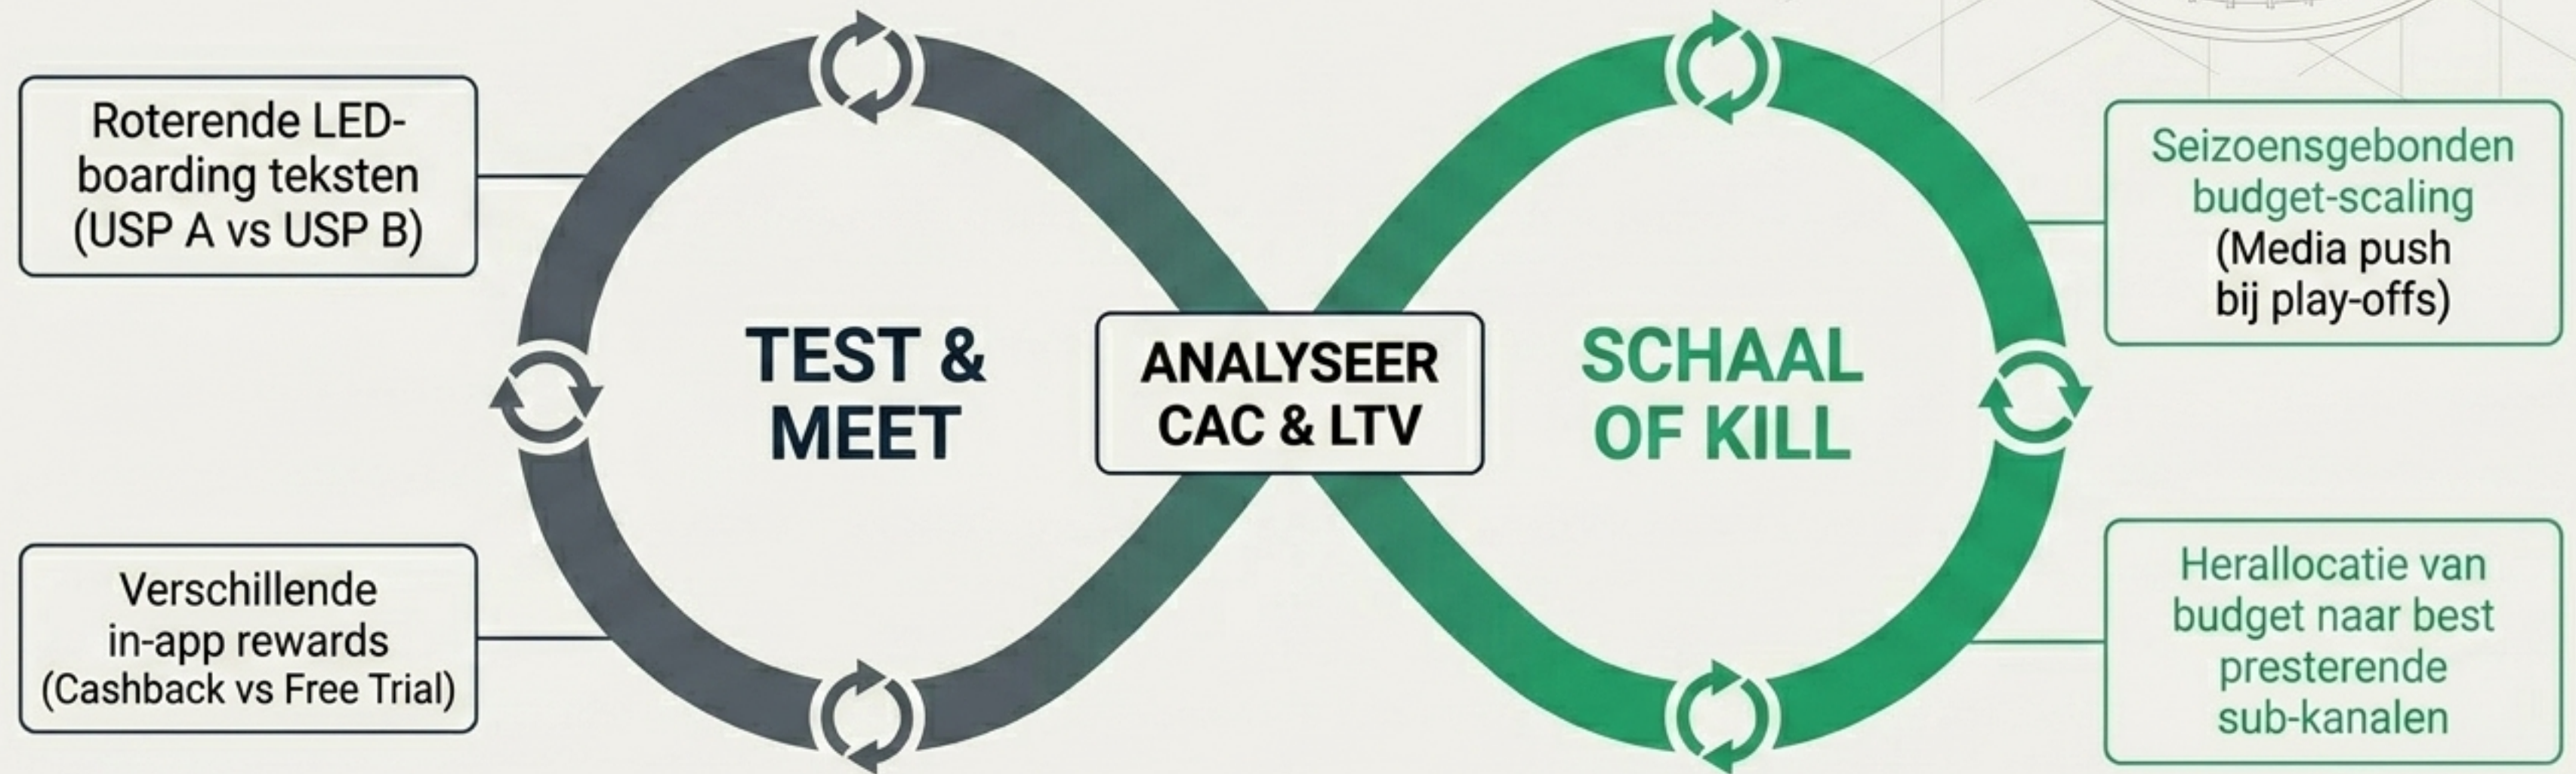 Roterende LED-
boarding teksten
(USP A vs USP B)
Verschillende
in-app rewards
(Cashback vs Free Trial)
TEST &
MEET
ANALYSEER
CAC & LTV
SCHAAL
OF KILL
Seizoensgebonden
budget-scaling
(Media push
bij play-offs)
Herallocatie van
budget naar best
presterende
sub-kanalen